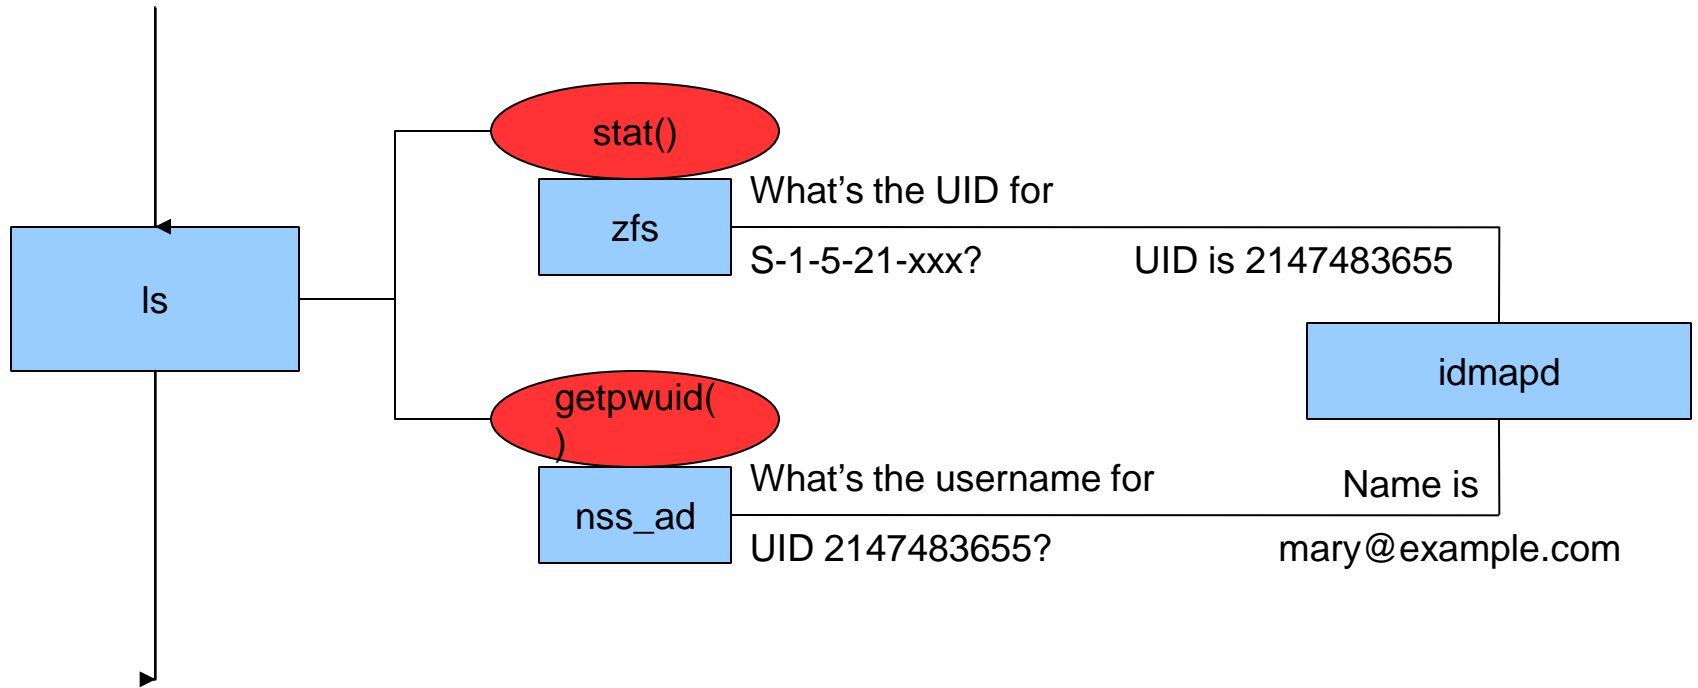 stat()
What’s the UID for
zfs
S-1-5-21-xxx?
UID is 2147483655
ls
idmapd
getpwuid(
)
What’s the username for
Name is
nss_ad
UID 2147483655?
mary@example.com